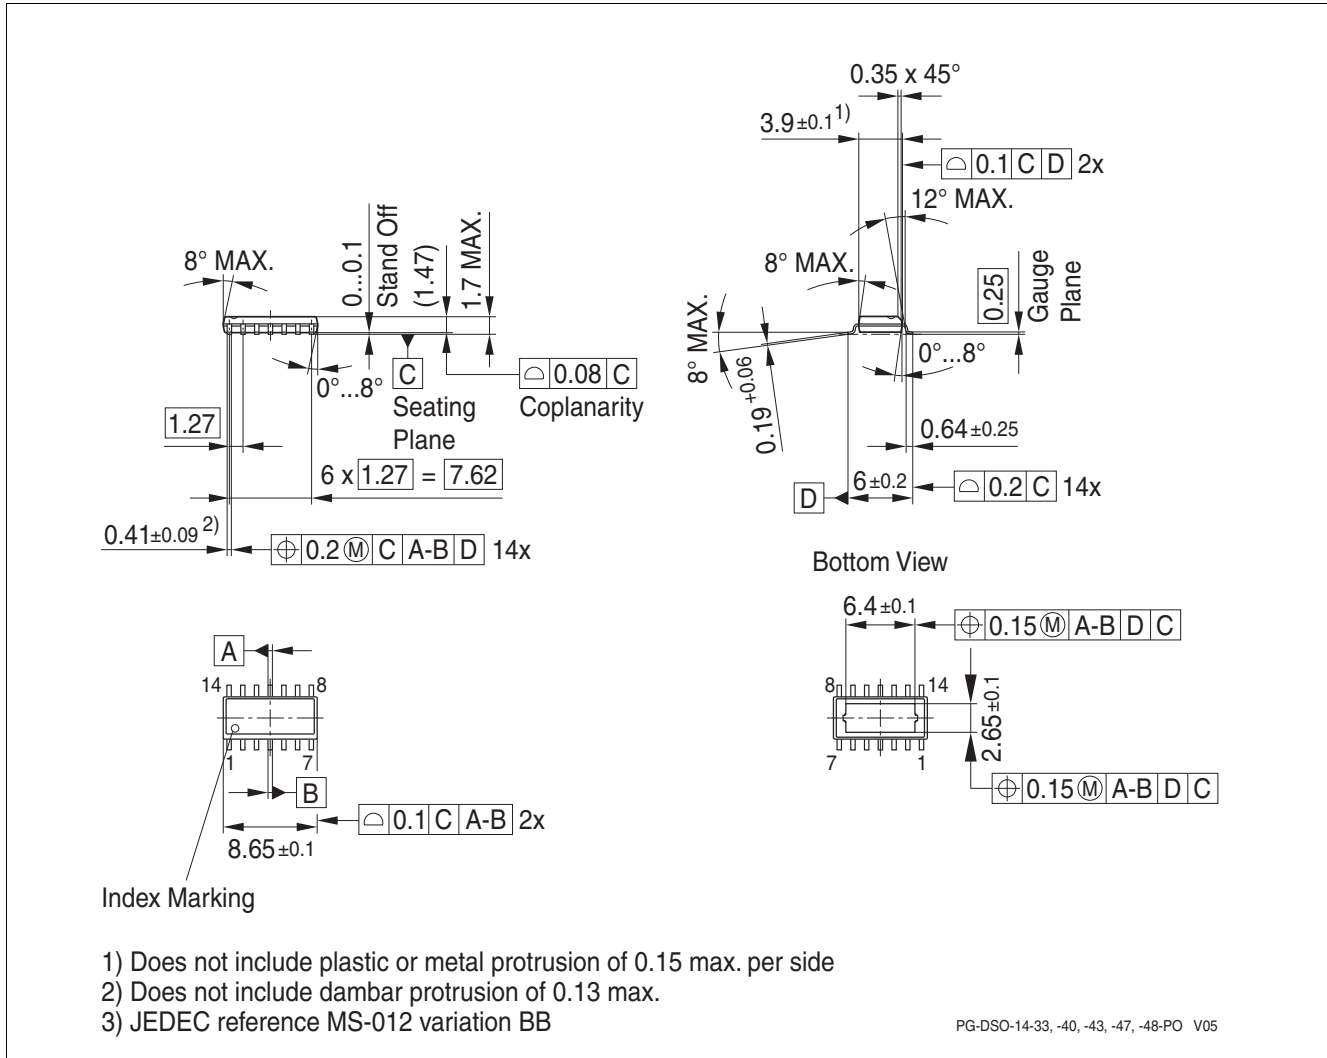 0.35 x 45°
3.9±0.1 1)
0.1 C D 2x
12° MAX.
8° MAX.
8° MAX.
0.19 +0.06
0.25
Gauge
Plane
0°...8°
0.64±0.25
D
6±0.2
0.2 C 14x
8° MAX.
0...0.1
Stand Off
(1.47)
1.7 MAX.
0°...8°
C
Seating
Plane
0.08 C
Coplanarity
1.27
6 x 1.27 = 7.62
0.41±0.09 2)
0.2 Ⓜ C A-B D 14x
Bottom View
6.4±0.1
0.15 Ⓜ A-B D C
8 14
2.65±0.1
7 1
0.15 Ⓜ A-B D C
A
14 8
1 7
B
0.1 C A-B 2x
8.65±0.1
Index Marking
1) Does not include plastic or metal protrusion of 0.15 max. per side
2) Does not include dambar protrusion of 0.13 max.
3) JEDEC reference MS-012 variation BB
PG-DSO-14-33, -40, -43, -47, -48-PO V05